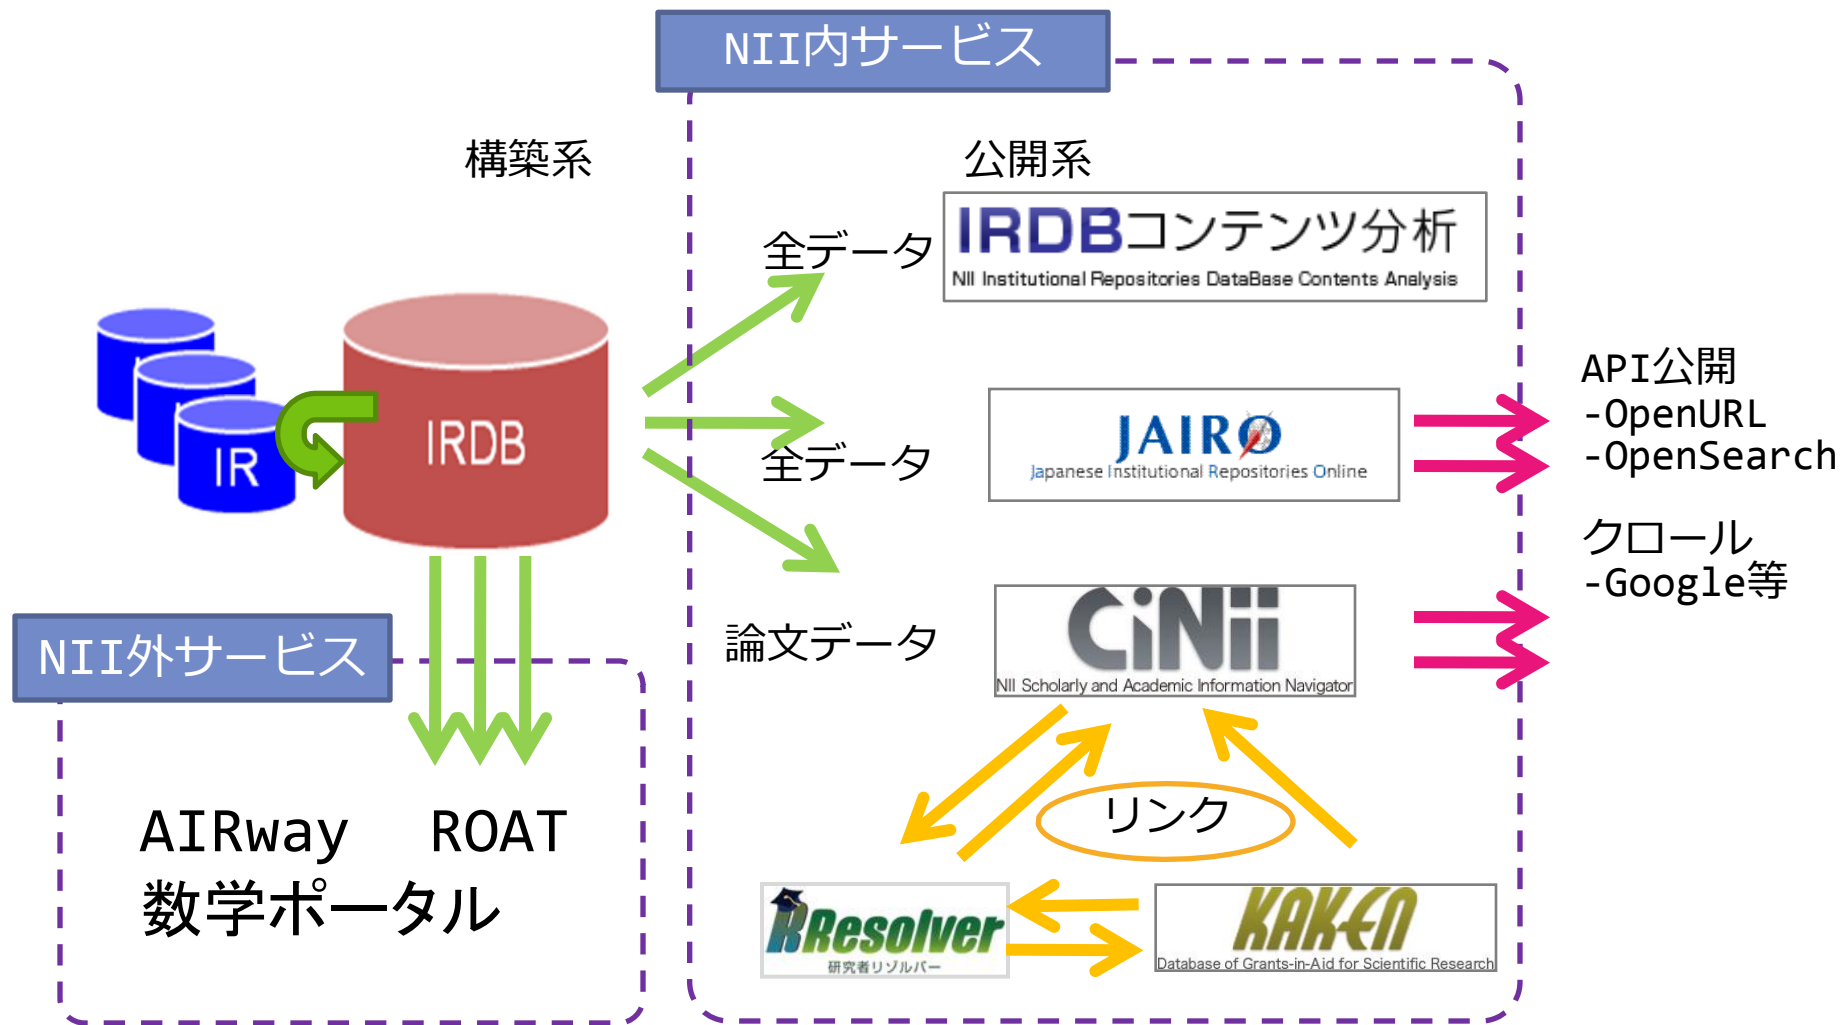 NII内サービス
構築系
公開系
全データ
IRDBコンテンツ分析
NII Institutional Repositories DataBase Contents Analysis
IR
IRDB
全データ
JAIRO
Japanese Institutional Repositories Online
API公開
-OpenURL
-OpenSearch
クロール
-Google等
論文データ
CiNii
NII Scholarly and Academic Information Navigator
NII外サービス
AIRway ROAT
数学ポータル
リンク
RResolver
研究者リゾルバー
KAKEN
Database of Grants-in-Aid for Scientific Research